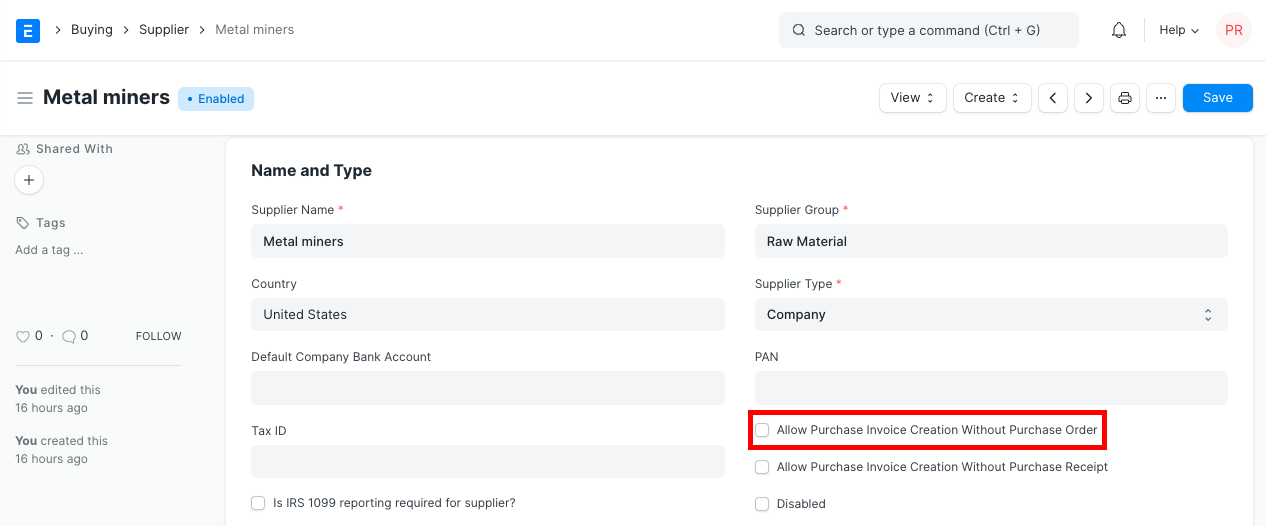 E > Buying > Supplier > Metal miners
Search or type a command (Ctrl + G)
Help
PR
Metal miners
• Enabled
View
Create
···
Save
Shared With
+
Tags
Add a tag ...
0 · 0
FOLLOW
You edited this
16 hours ago
You created this
16 hours ago
Name and Type
Supplier Name *
Metal miners
Country
United States
Default Company Bank Account
Tax ID
Is IRS 1099 reporting required for supplier?
Supplier Group *
Raw Material
Supplier Type *
Company
PAN
Allow Purchase Invoice Creation Without Purchase Order
Allow Purchase Invoice Creation Without Purchase Receipt
Disabled